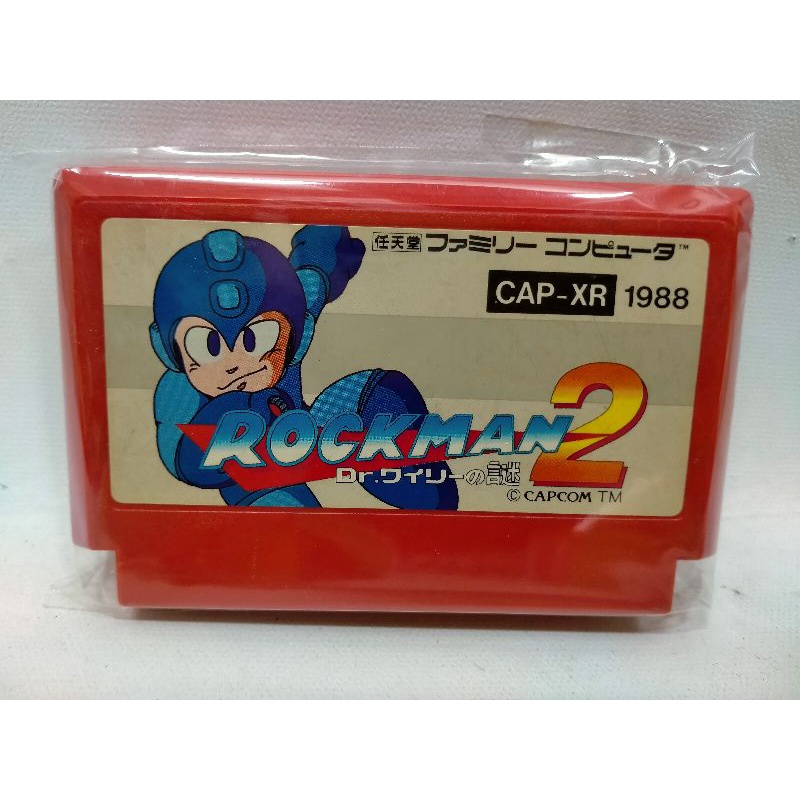 任天堂 ファミリー コンピュータ™
CAP-XR 1988
ROCKMAN 2
Dr.ワイリーの謎
© CAPCOM TM